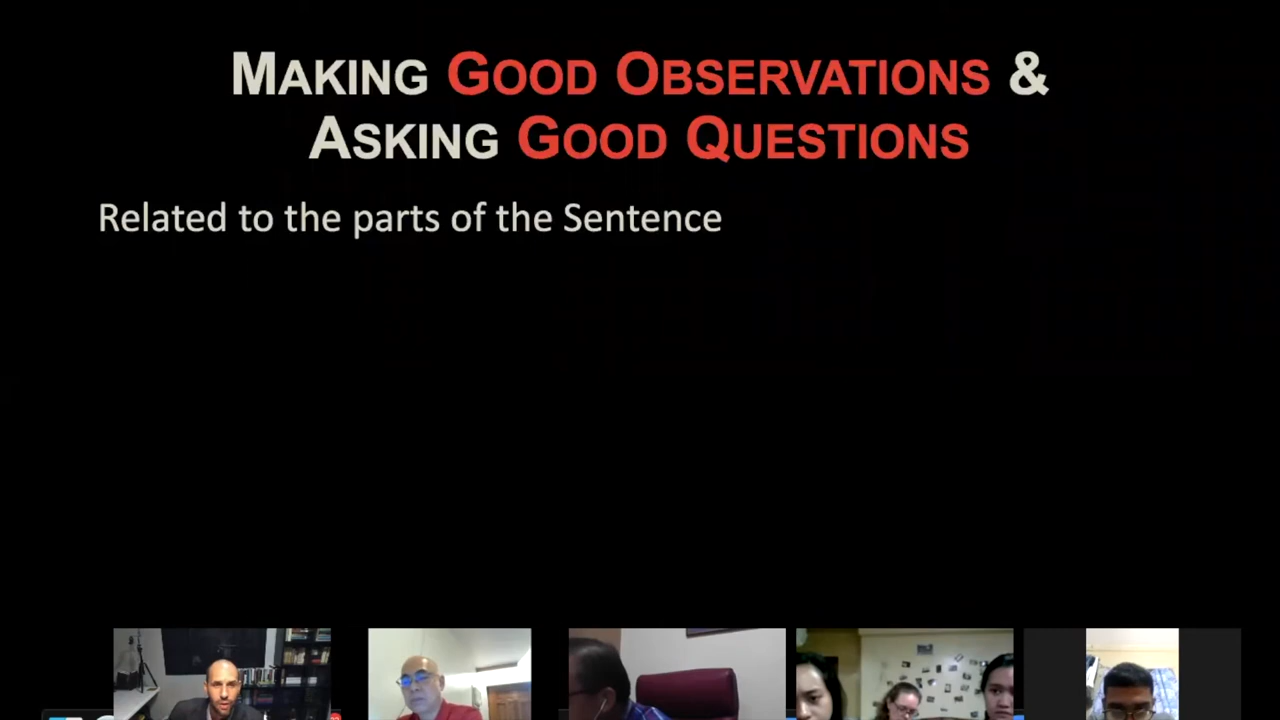 Making Good Observations &
Asking Good Questions
Related to the parts of the Sentence